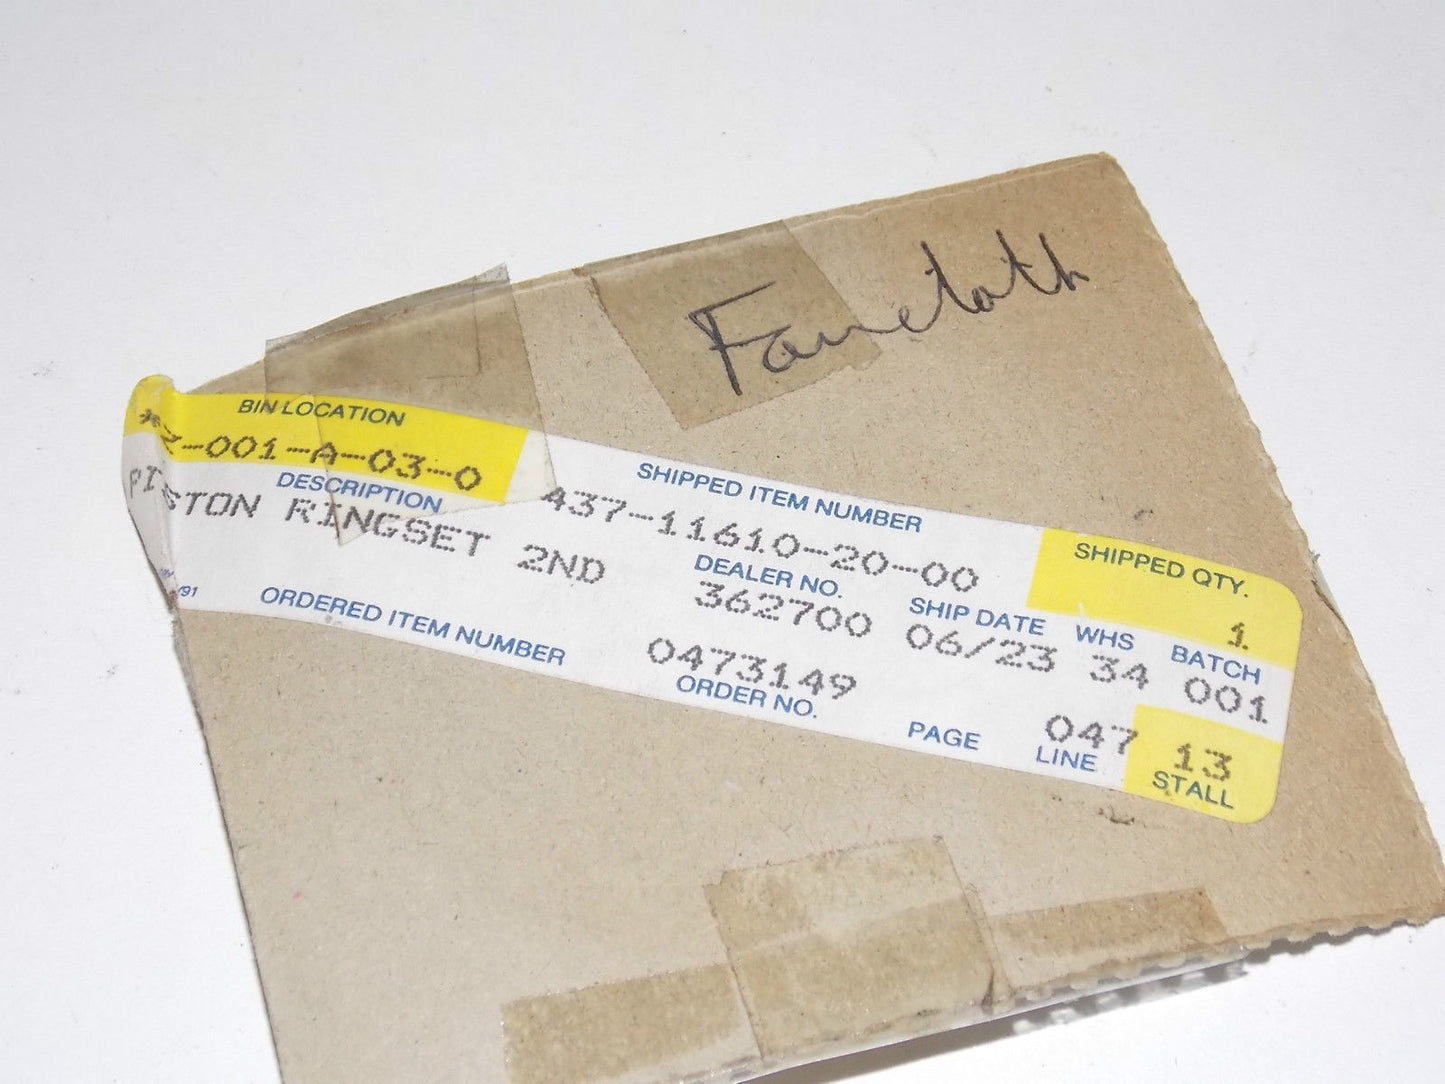 BIN LOCATION
-001-A-03-0
DESCRIPTION
PISTON RINGSET 2ND
SHIPPED ITEM NUMBER
437-11610-20-00
SHIPPED QTY.
1
DEALER NO.
362700
SHIP DATE
06/23
WHS
34
BATCH
001
ORDERED ITEM NUMBER
0473149
ORDER NO.
PAGE
047
LINE
13
STALL